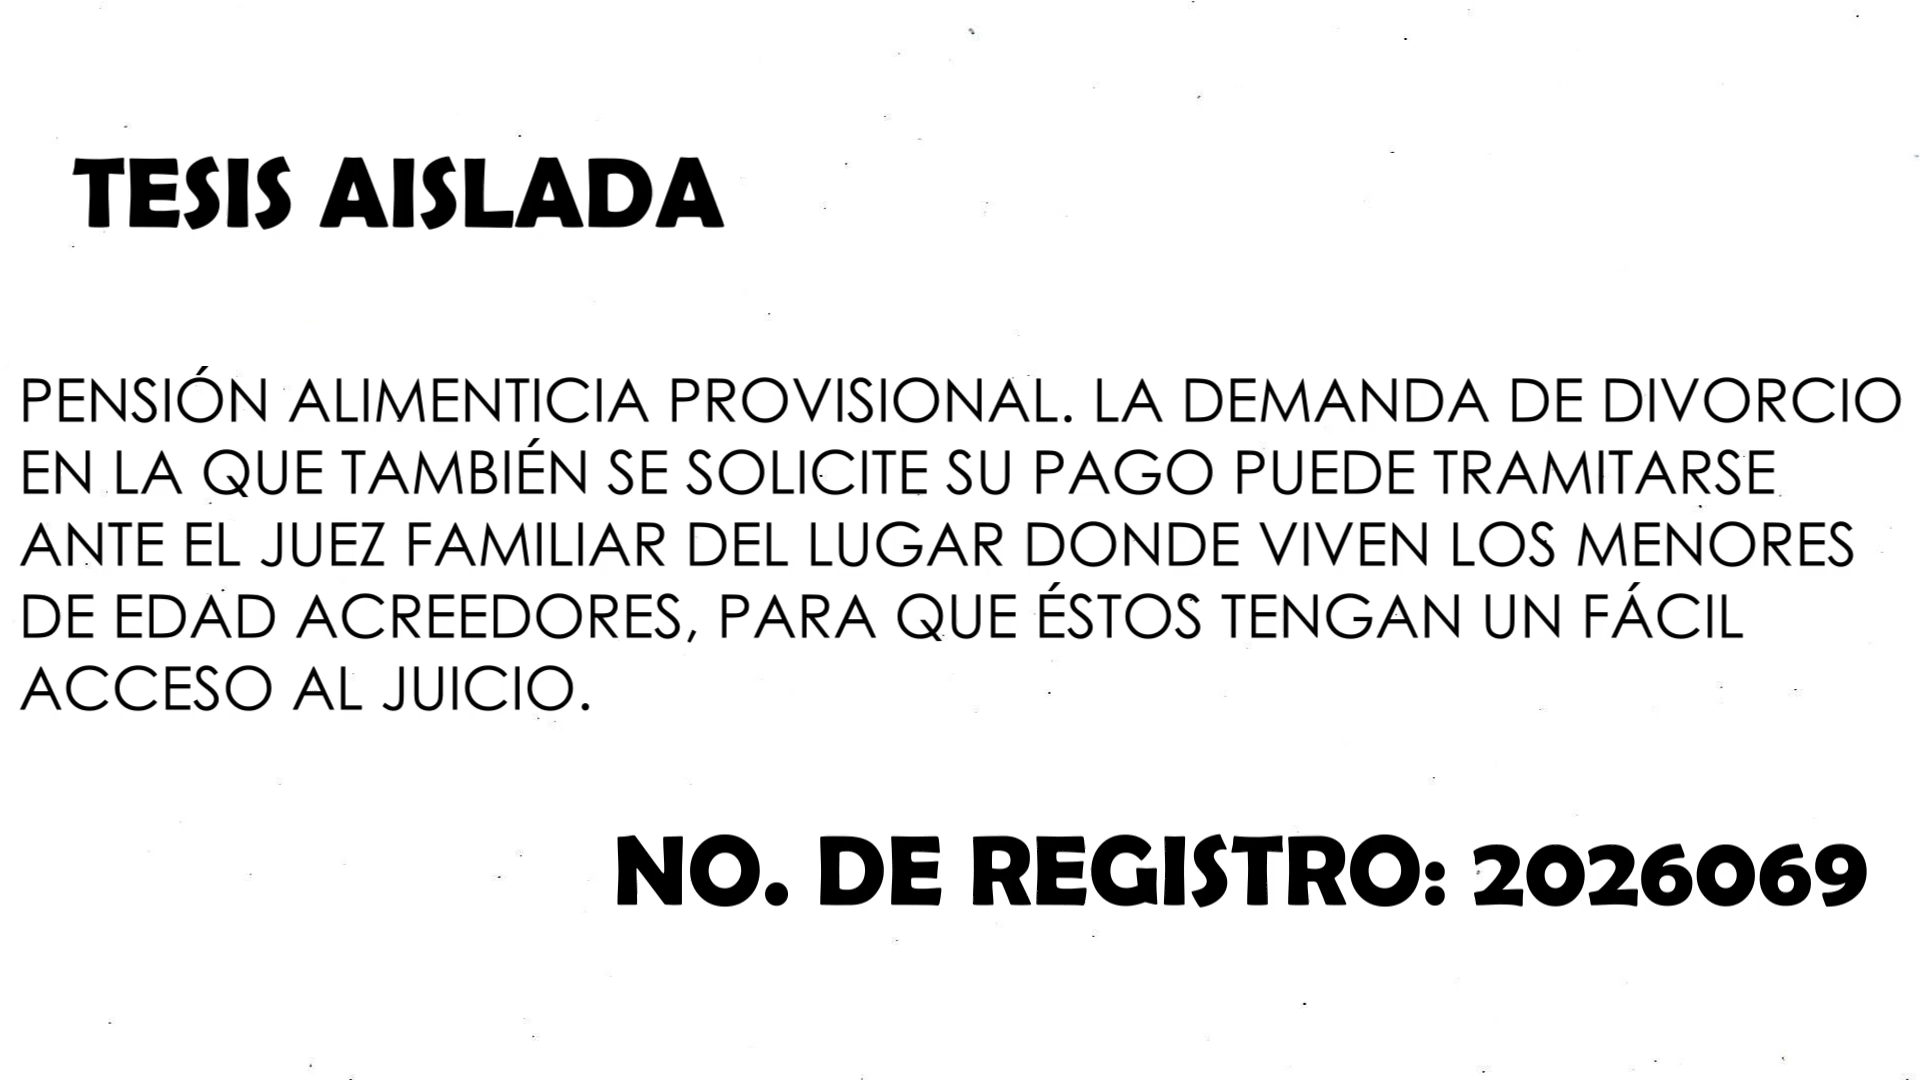 TESIS AISLADA
PENSIÓN ALIMENTICIA PROVISIONAL. LA DEMANDA DE DIVORCIO
EN LA QUE TAMBIÉN SE SOLICITE SU PAGO PUEDE TRAMITARSE
ANTE EL JUEZ FAMILIAR DEL LUGAR DONDE VIVEN LOS MENORES
DE EDAD ACREEDORES, PARA QUE ÉSTOS TENGAN UN FÁCIL
ACCESO AL JUICIO.
NO. DE REGISTRO: 2026069